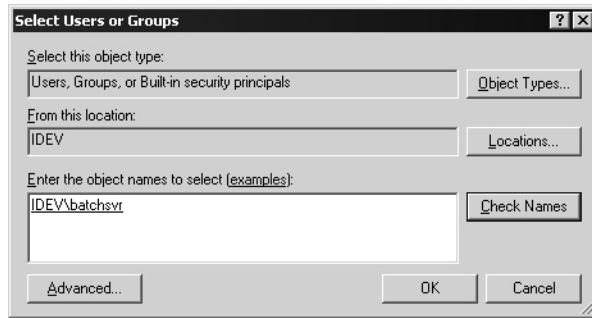 Select Users or Groups
Select this object type:
Users, Groups, or Built-in security principals
Object Types...
From this location:
IDEV
Locations...
Enter the object names to select (examples):
IDEV\batchsvr
Check Names
Advanced...
OK
Cancel